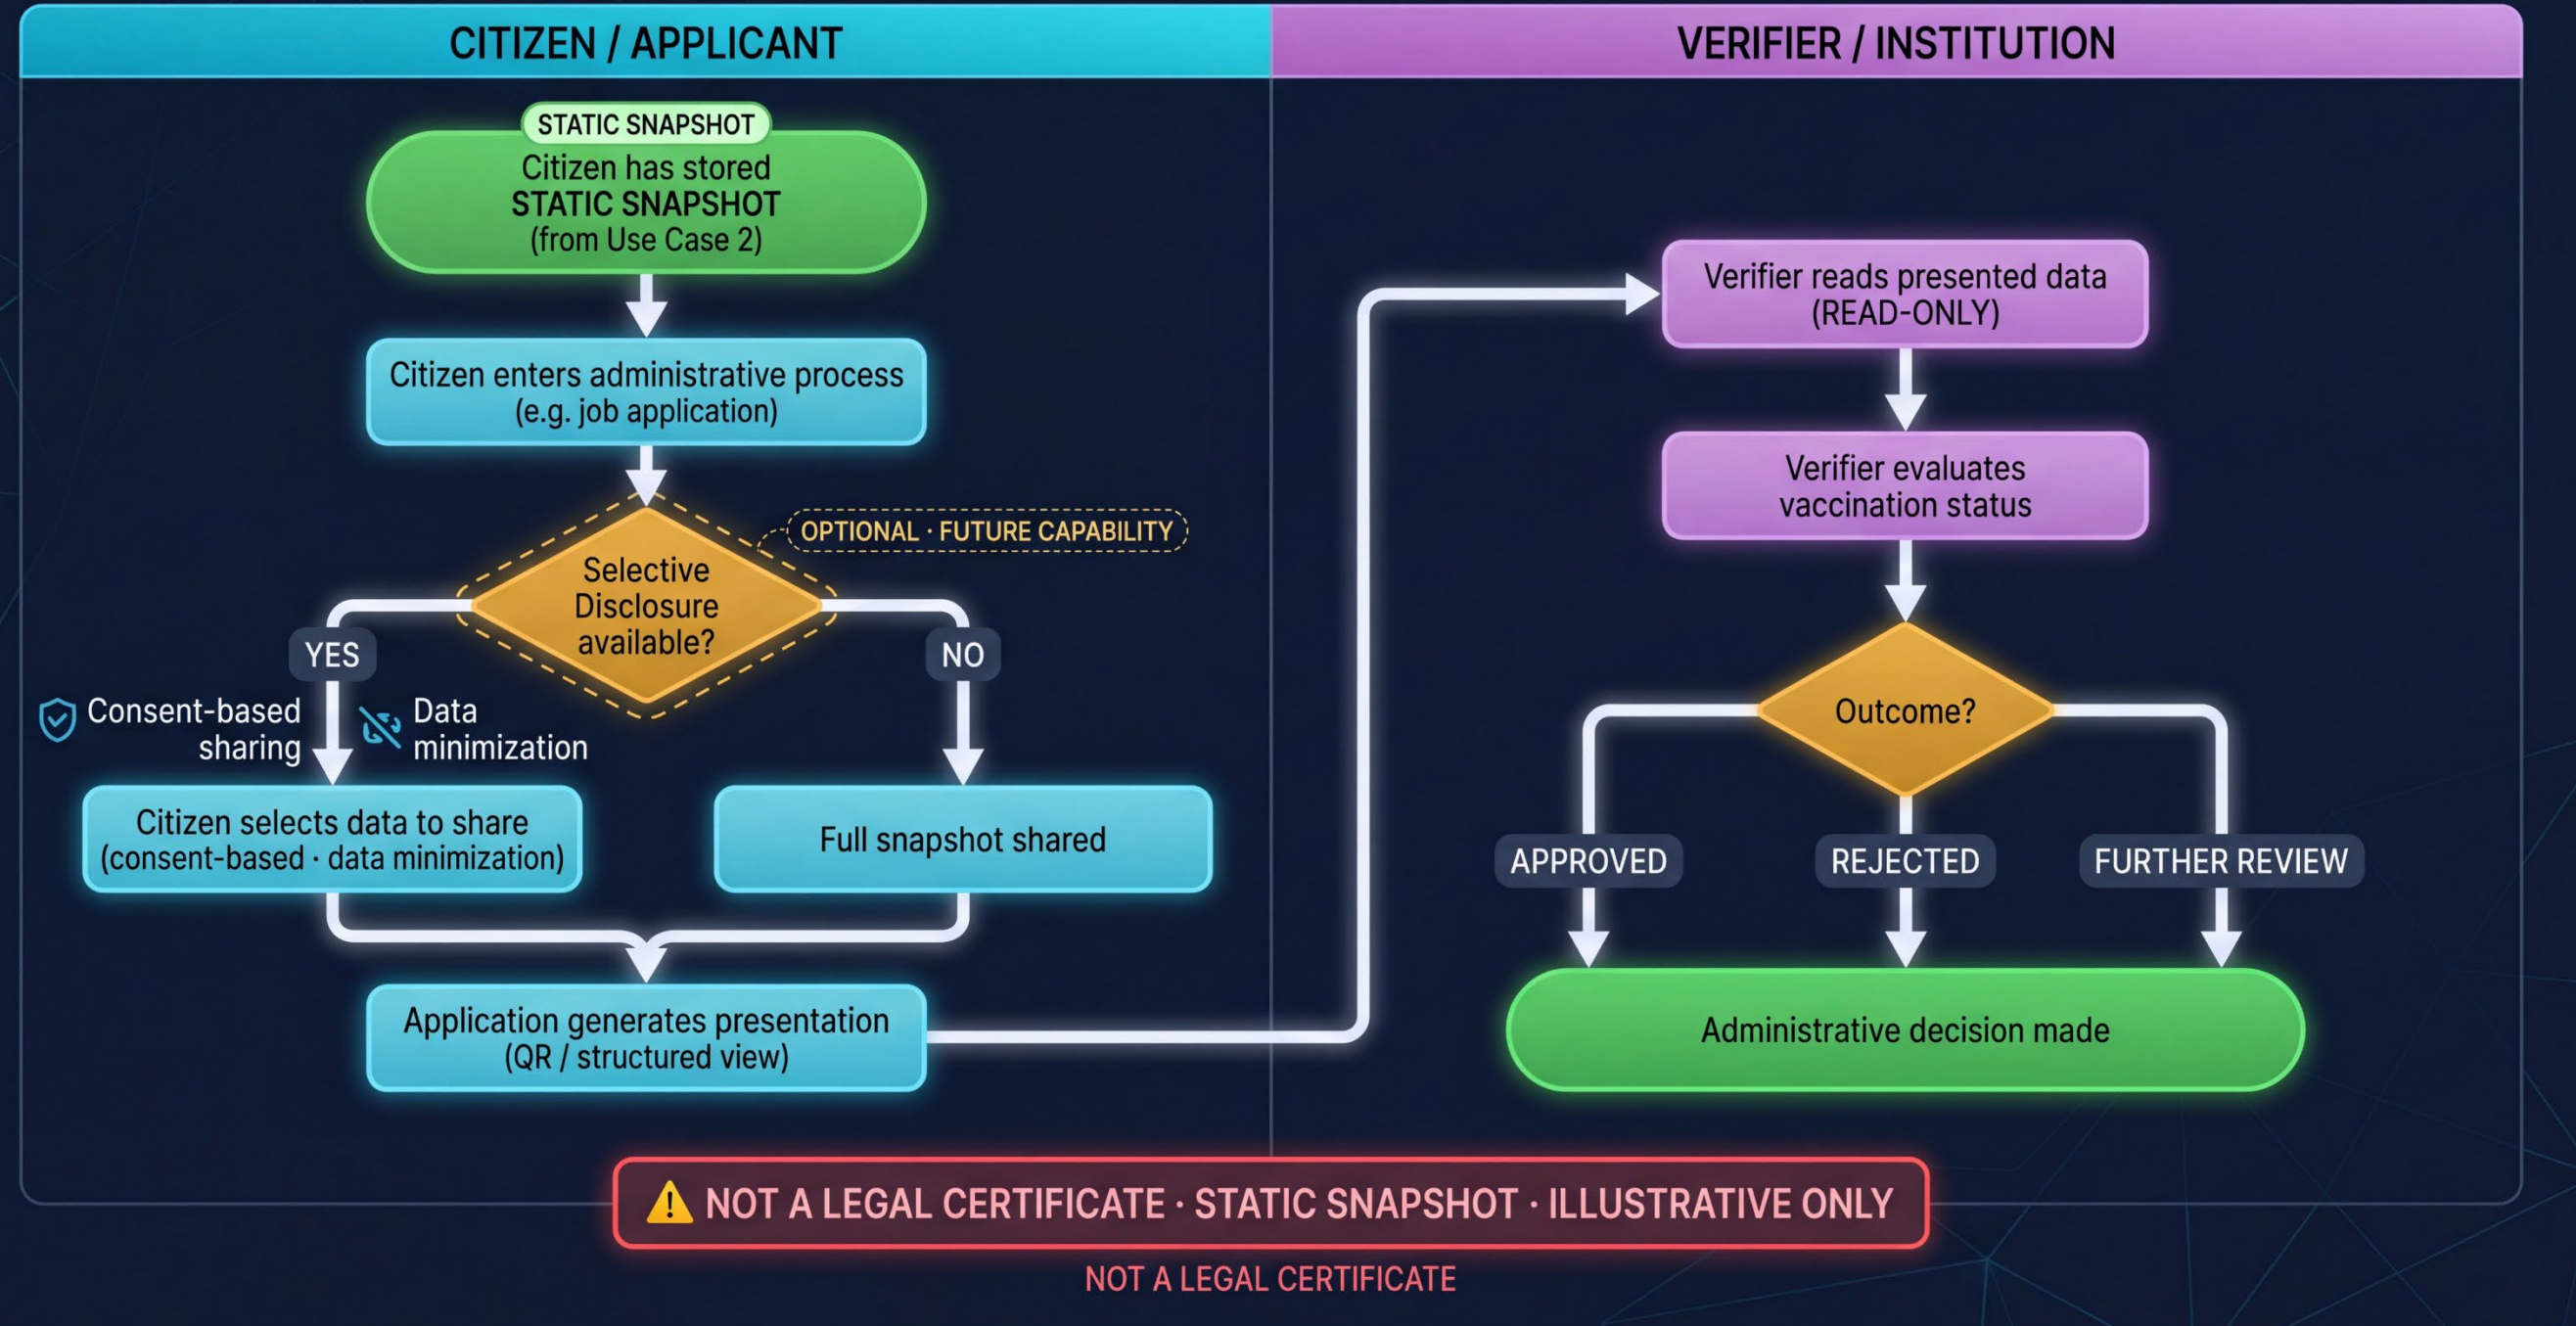 CITIZEN / APPLICANT
VERIFIER / INSTITUTION
STATIC SNAPSHOT
Citizen has stored
STATIC SNAPSHOT
(from Use Case 2)
Citizen enters administrative process
(e.g. job application)
OPTIONAL · FUTURE CAPABILITY
Selective
Disclosure
available?
YES
NO
Consent-based
sharing
Data
minimization
Citizen selects data to share
(consent-based · data minimization)
Full snapshot shared
Application generates presentation
(QR / structured view)
Verifier reads presented data
(READ-ONLY)
Verifier evaluates
vaccination status
Outcome?
APPROVED
REJECTED
FURTHER REVIEW
Administrative decision made
NOT A LEGAL CERTIFICATE · STATIC SNAPSHOT · ILLUSTRATIVE ONLY
NOT A LEGAL CERTIFICATE